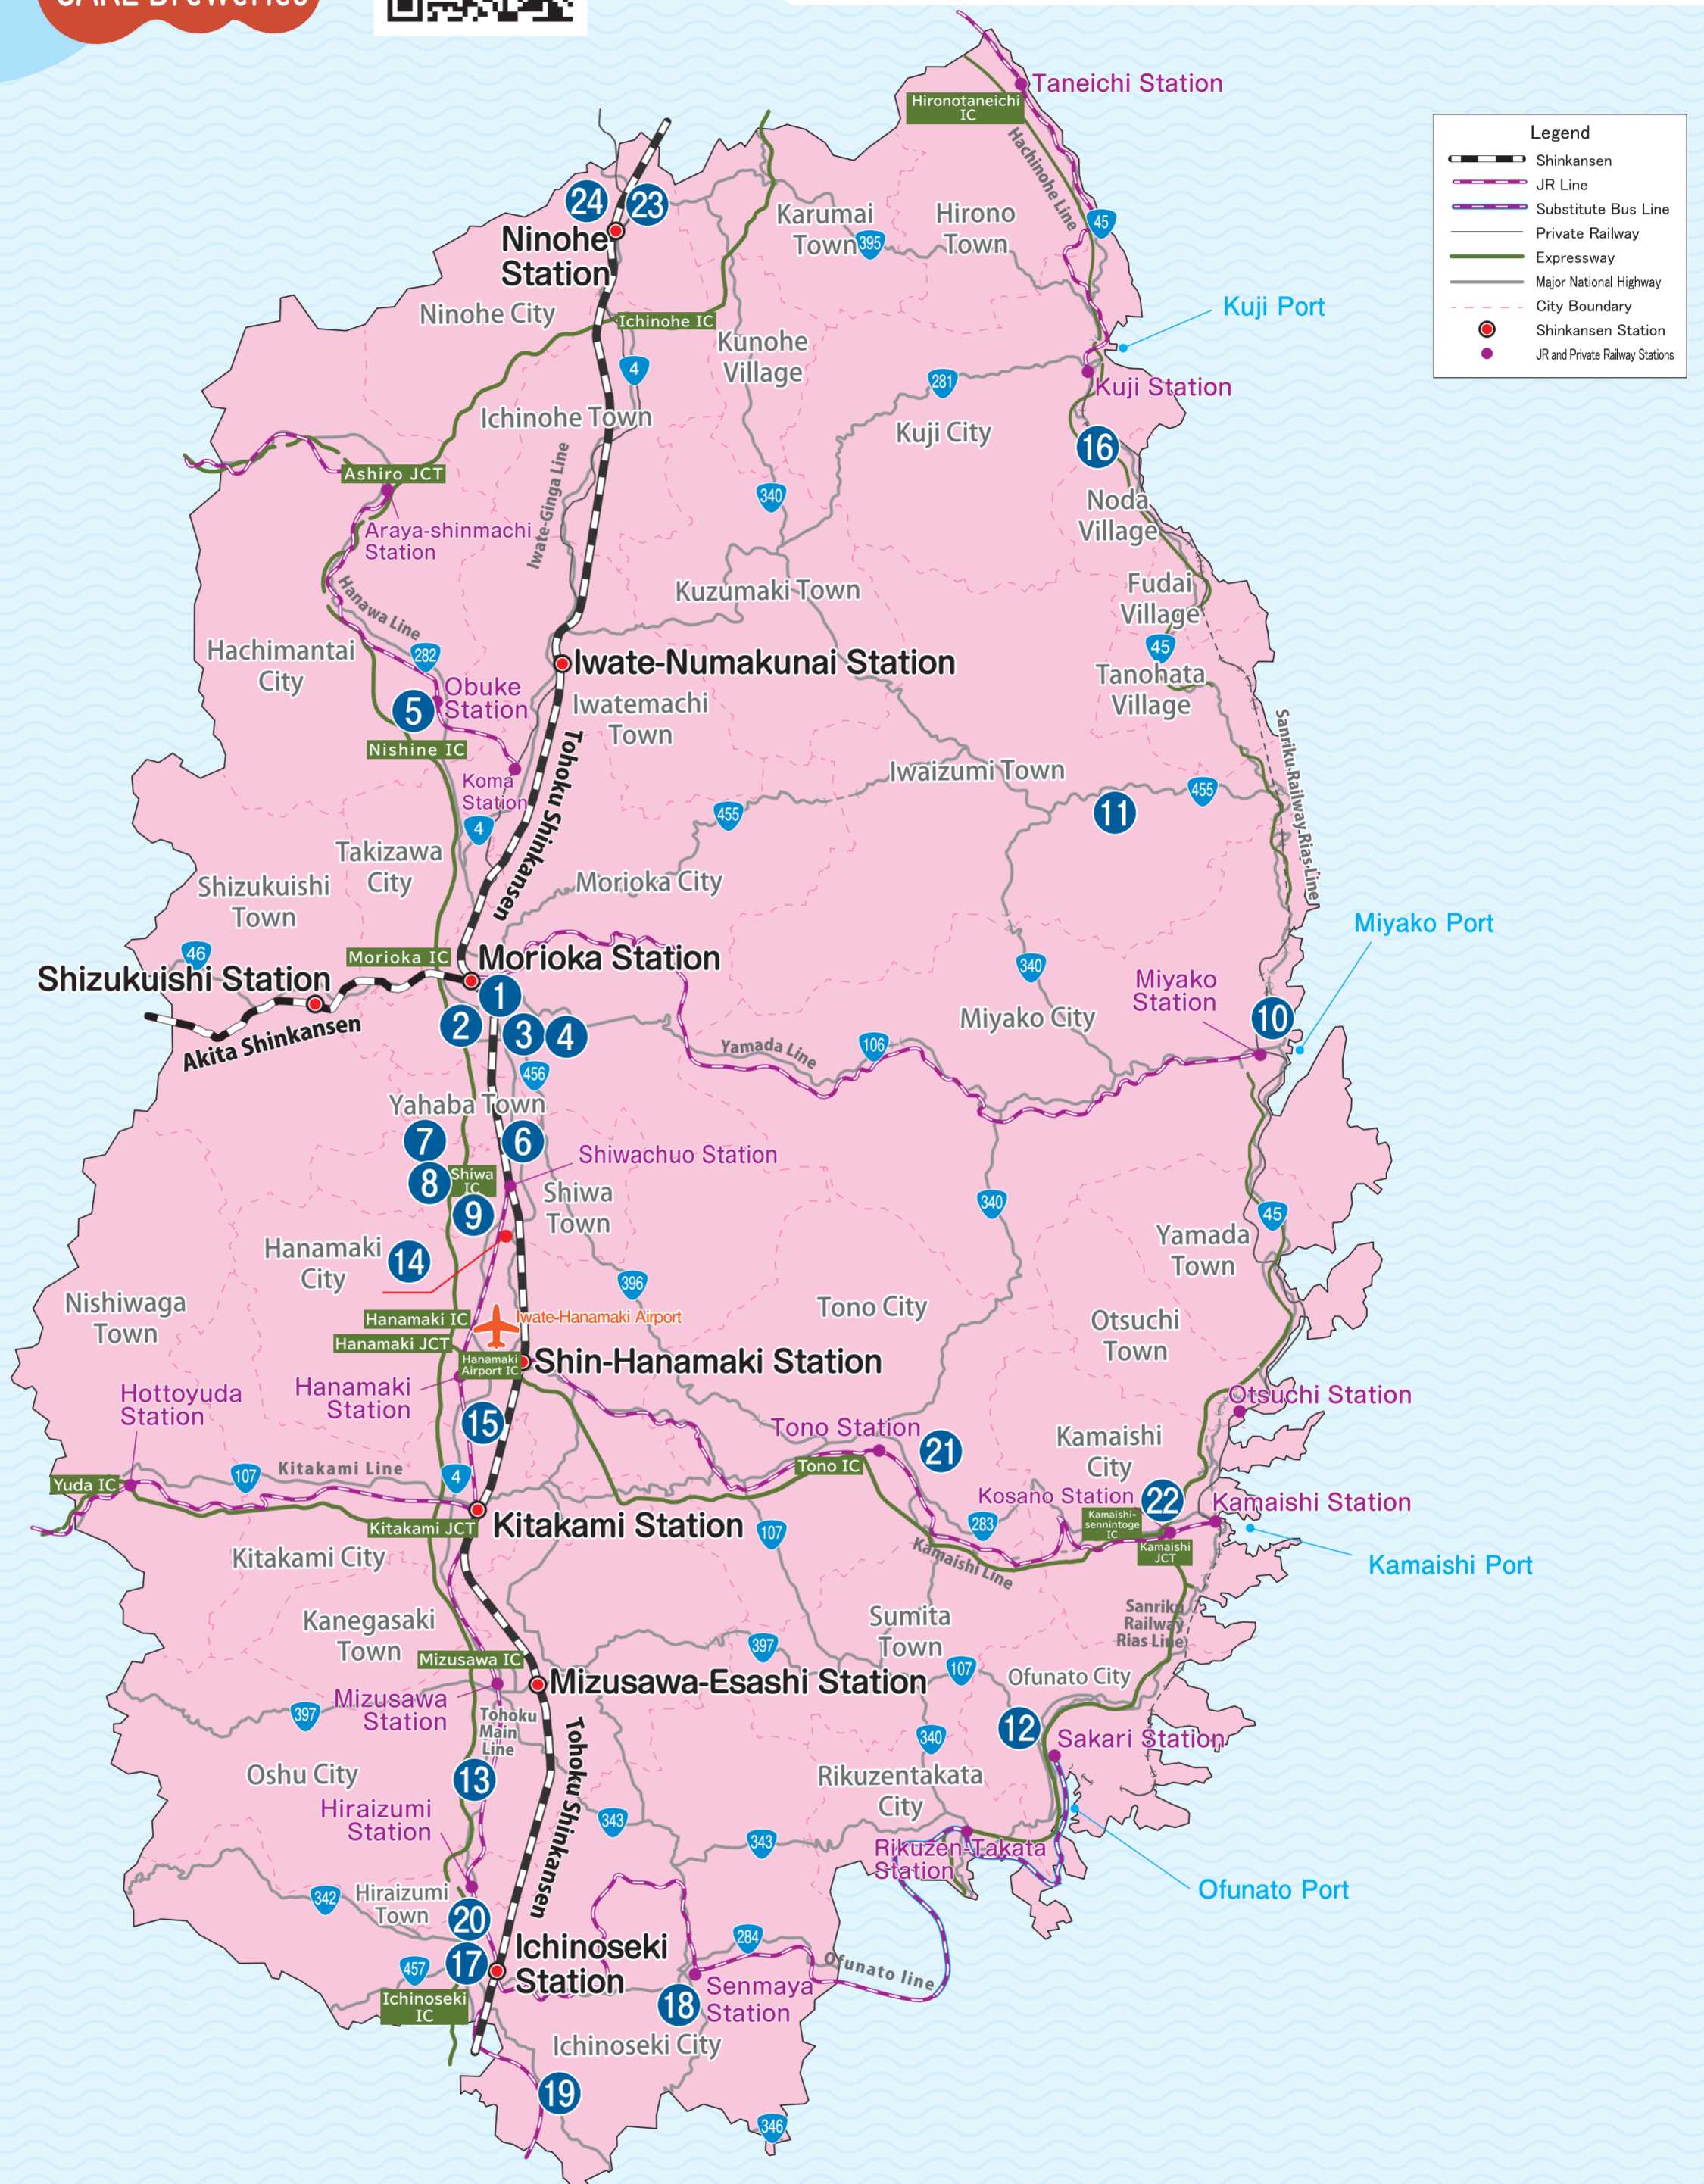 SAKE Breweries
Taneichi Station
Hironotaneichi
IC
Hachinohe Line
45
Legend
Shinkansen
JR Line
Substitute Bus Line
Private Railway
Expressway
Major National Highway
City Boundary
Shinkansen Station
JR and Private Railway Stations
24
23
Ninohe
Station
Karumai
Town
395
Hirono
Town
Ninohe City
Ichinohe IC
Kunohe
Village
4
Kuji Port
281
Kuji Station
Ichinohe Town
Kuji City
16
Ashiro JCT
Iwate-Ginga Line
340
Noda
Village
Araya-shinmachi
Station
Hanawa Line
Kuzumaki Town
Fudai
Village
45
Hachimantai
City
282
Iwate-Numakunai Station
Tanohata
Village
Obuke
Station
5
Iwatemachi
Town
Nishine IC
Tohoku Shinkansen
Koma
Station
Iwaizumi Town
455
455
11
Sanriku Railway Rias Line
4
Takizawa
City
Shizukuishi
Town
Morioka City
46
Morioka IC
Morioka Station
Shizukuishi Station
Akita Shinkansen
340
Miyako Port
Miyako
Station
1
2
3
4
10
Miyako City
Yamada Line
106
456
Yahaba Town
7
6
Shiwachuo Station
8
Shiwa
IC
9
Shiwa
Town
340
45
Yamada
Town
Hanamaki
City
14
396
Nishiwaga
Town
Tono City
Otsuchi
Town
Hanamaki IC
Iwate-Hanamaki Airport
Hanamaki JCT
Hanamaki
Airport IC
Shin-Hanamaki Station
Hottoyuda
Station
Hanamaki
Station
Otsuchi Station
15
Tono Station
21
Kamaishi
City
Yuda IC
107
Kitakami Line
4
Tono IC
Kosano Station
22
Kamaishi Station
Kitakami JCT
Kitakami Station
107
283
Kamaishi-
sennintoge
IC
Kamaishi
JCT
Kamaishi Line
Kamaishi Port
Kitakami City
Kanegasaki
Town
Sumita
Town
Sanriku
Railway
Rias Line
Mizusawa IC
397
107
Ofunato City
Mizusawa-Esashi Station
Mizusawa
Station
397
Tohoku
Main
Line
Tohoku Shinkansen
340
12
Sakari Station
Oshu City
13
Rikuzentakata
City
Hiraizumi
Station
343
343
Rikuzen-Takata
Station
Ofunato Port
342
Hiraizumi
Town
20
284
Ofunato line
17
Ichinoseki
Station
457
Ichinoseki
IC
18
Senmaya
Station
Ichinoseki City
19
346